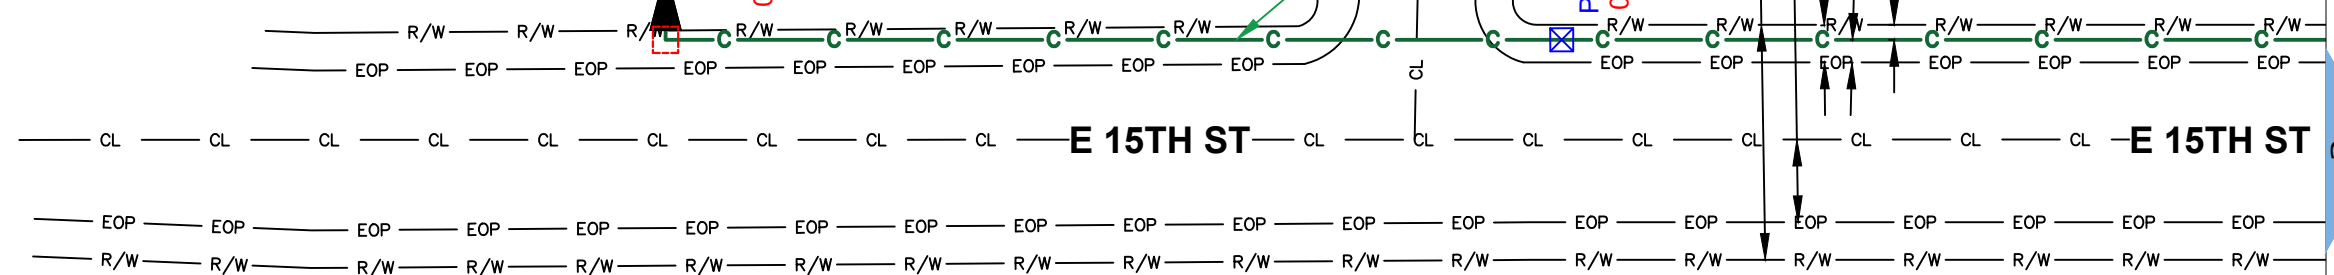 R/W R/W R/W R/W R/W R/W R/W R/W R/W R/W R/W R/W R/W R/W R/W
C C C C C C C C C C C C C C C
EOP EOP EOP EOP EOP EOP EOP EOP EOP EOP EOP EOP EOP EOP EOP EOP
CL
CL CL CL CL CL CL CL CL CL E 15TH ST CL CL CL CL CL CL CL CL E 15TH ST
EOP EOP EOP EOP EOP EOP EOP EOP EOP EOP EOP EOP EOP EOP EOP EOP EOP EOP EOP EOP
R/W R/W R/W R/W R/W R/W R/W R/W R/W R/W R/W R/W R/W R/W R/W R/W R/W R/W R/W R/W